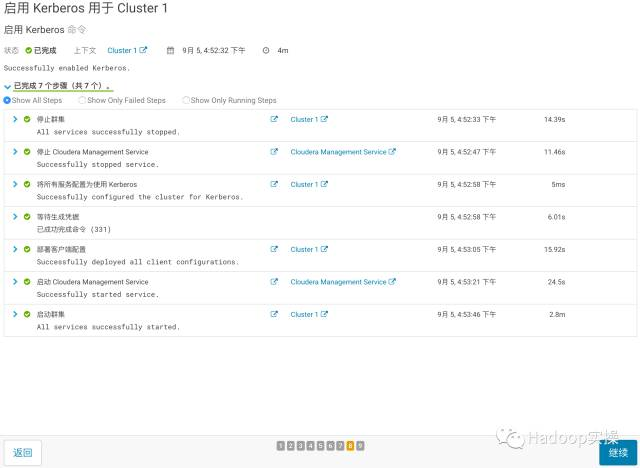 启用 Kerberos 用于 Cluster 1
启用 Kerberos 命令
状态 已完成 上下文 Cluster 1 9月 5, 4:52:32 下午 4m
Successfully enabled Kerberos.
已完成 7 个步骤（共 7 个）。
Show All Steps Show Only Failed Steps Show Only Running Steps
停止群集 Cluster 1 9月 5, 4:52:33 下午 14.39s
All services successfully stopped.
停止 Cloudera Management Service Cloudera Management Service 9月 5, 4:52:47 下午 11.46s
Successfully stopped service.
将所有服务配置为使用 Kerberos Cluster 1 9月 5, 4:52:58 下午 5ms
Successfully configured the cluster for Kerberos.
等待生成凭据 9月 5, 4:52:58 下午 6.01s
已成功完成命令 (331)
部署客户端配置 Cluster 1 9月 5, 4:53:05 下午 15.92s
Successfully deployed all client configurations.
启动 Cloudera Management Service Cloudera Management Service 9月 5, 4:53:21 下午 24.5s
Successfully started service.
启动群集 Cluster 1 9月 5, 4:53:46 下午 2.8m
All services successfully started.
返回 1 2 3 4 5 6 7 8 9 继续
Hadoop实操